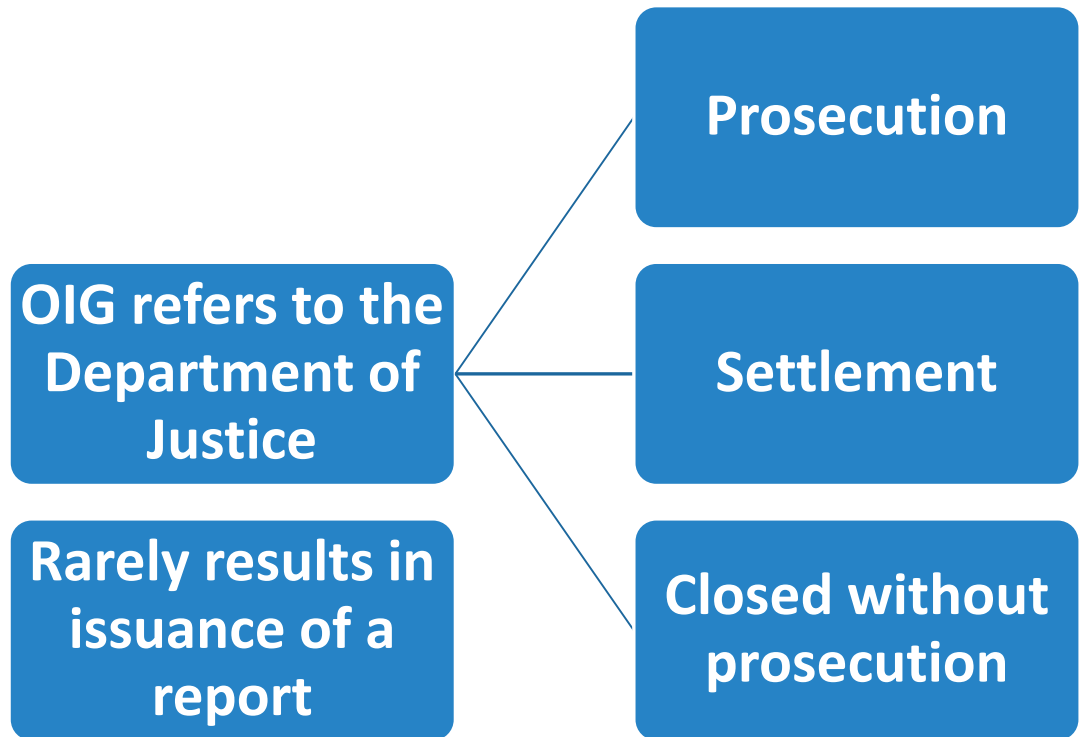 OIG refers to the
Department of
Justice
Rarely results in
issuance of a
report
Prosecution
Settlement
Closed without
prosecution